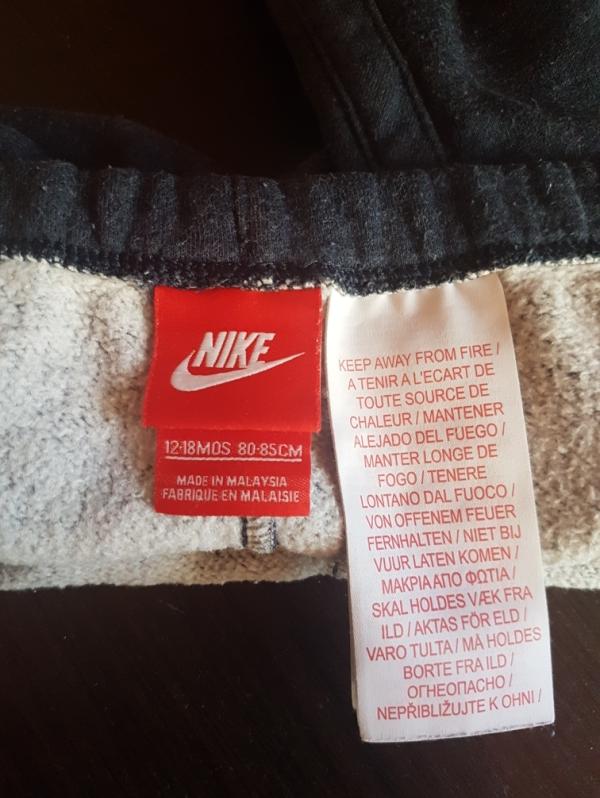 NIKE
12-18MOS 80-85CM
MADE IN MALAYSIA
FABRIQUE EN MALAISIE
KEEP AWAY FROM FIRE /
A TENIR A L'ECART DE
TOUTE SOURCE DE
CHALEUR / MANTENER
ALEJADO DEL FUEGO /
MANTER LONGE DE
FOGO / TENERE
LONTANO DAL FUOCO /
VON OFFENEM FEUER
FERNHALTEN / NIET BIJ
VUUR LATEN KOMEN /
ΜΑΚΡΙΑ ΑΠΟ ΦΩΤΙΑ /
SKAL HOLDES VÆK FRA
ILD / AKTAS FÖR ELD /
VARO TULTA / MÅ HOLDES
BORTE FRA ILD /
ОГНЕОПАСНО /
NEPŘIBLIŽUJTE K OHNI /